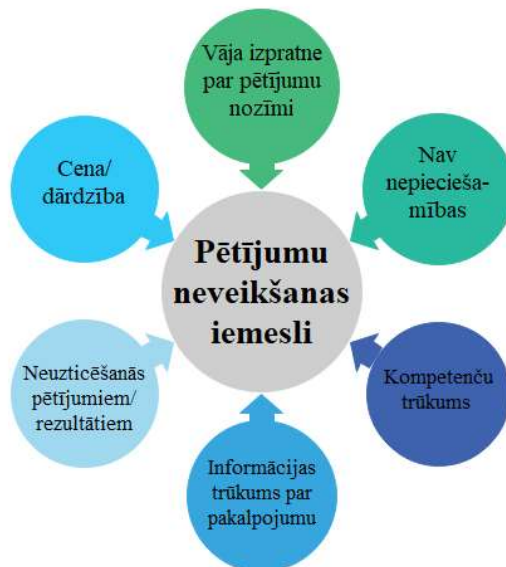 Vāja izpratne
par pētījumu
nozīmi
Cena/
dārdzība
Nav
nepiecieša-
mības
Pētījumu
neveikšanas
iemesli
Neuzticēšanās
pētījumiem/
rezultātiem
Kompetenču
trūkums
Informācijas
trūkums par
pakalpojumu